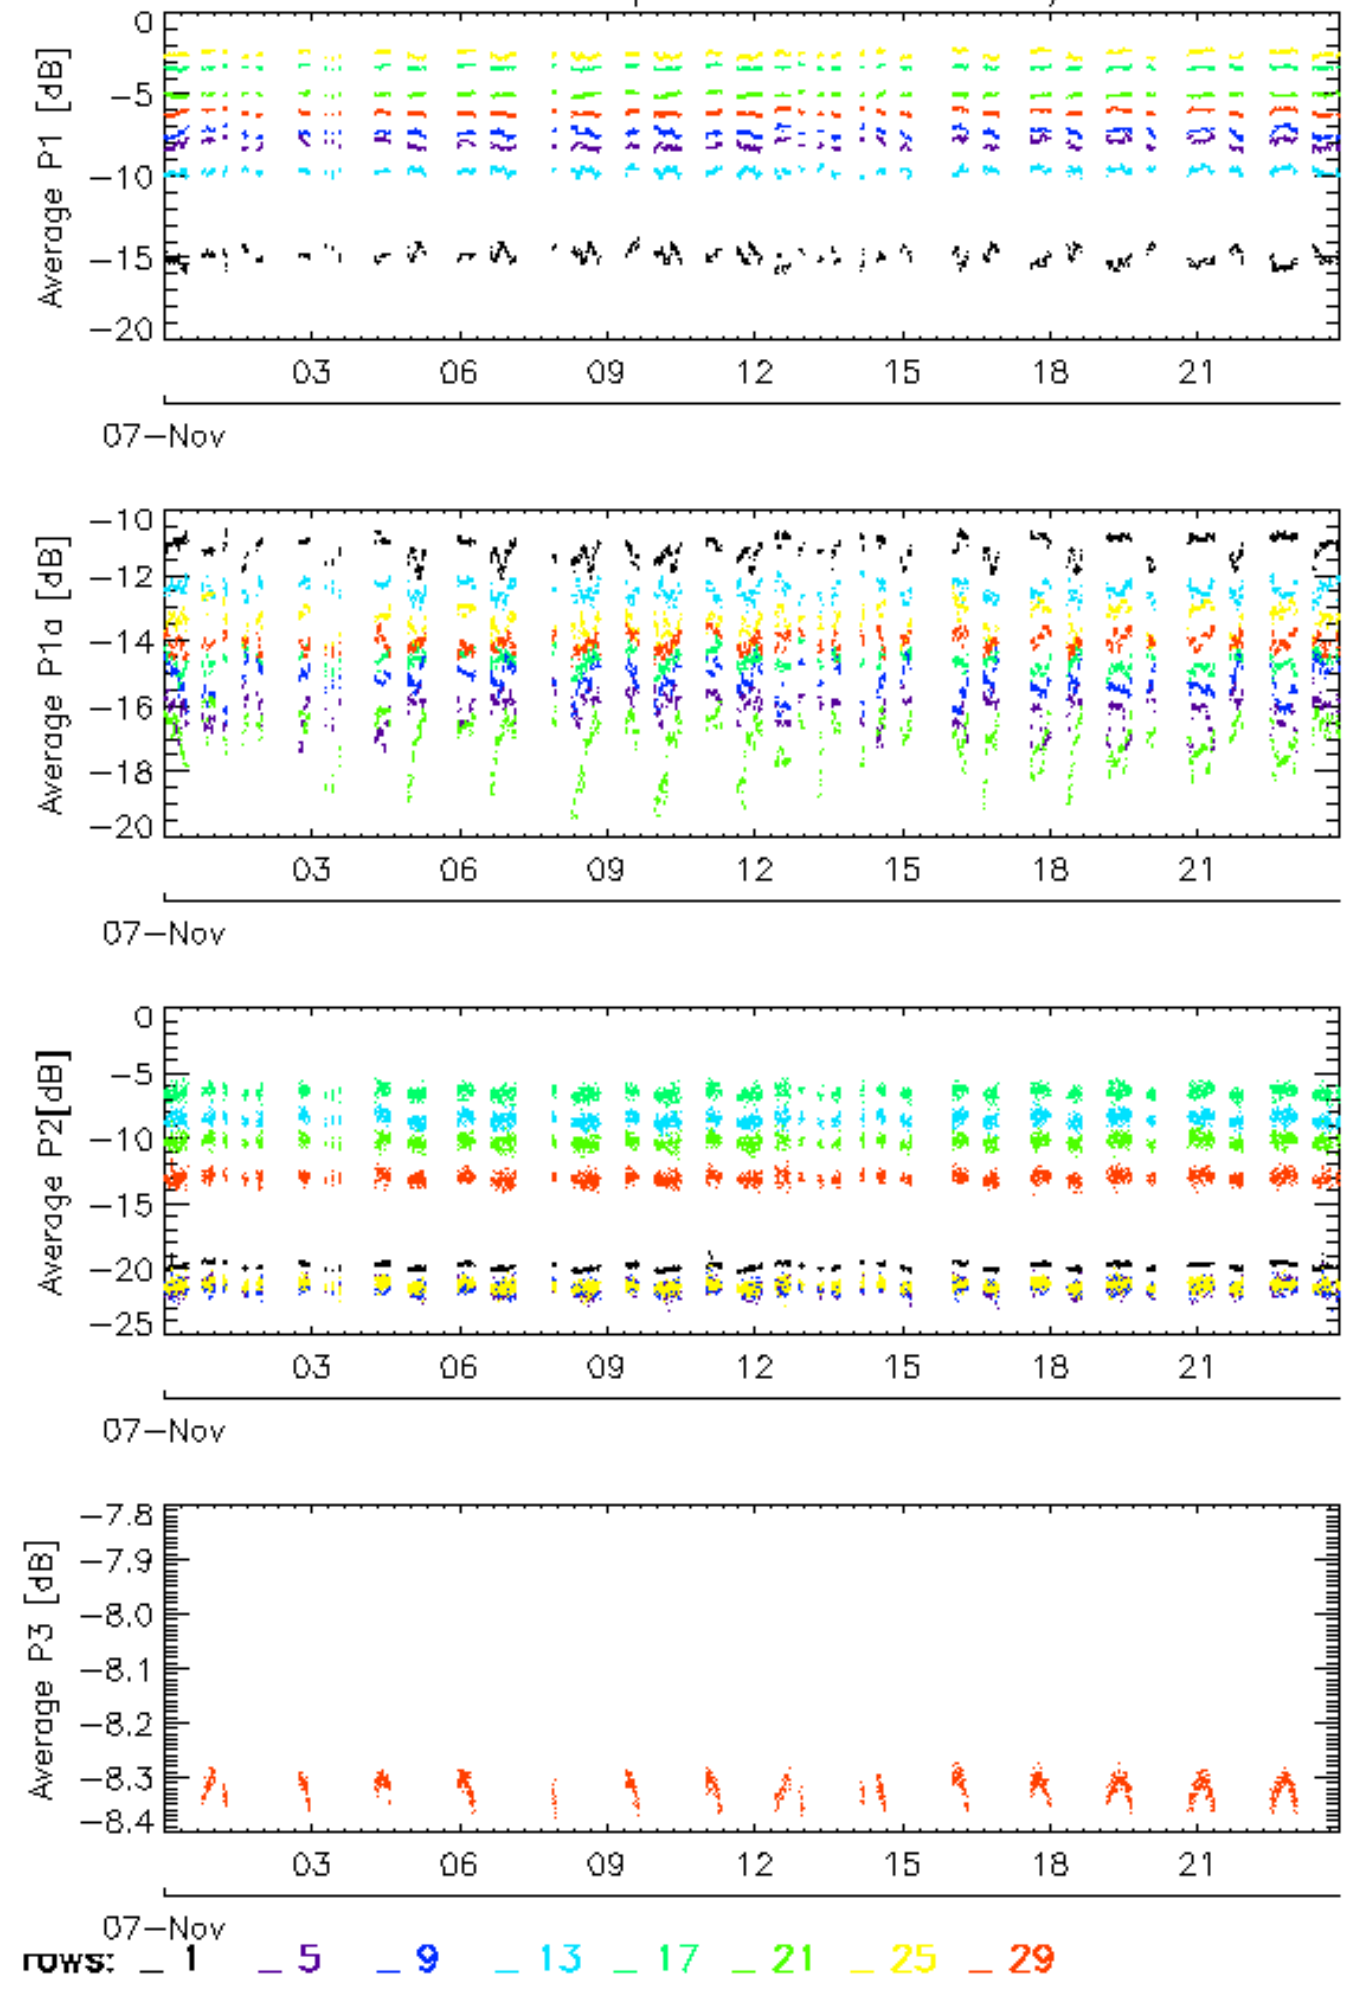 0
−5
−10
−15
−20
Average P1 [dB]
03 06 09 12 15 18 21
07−Nov
−10
−12
−14
−16
−18
−20
Average P1a [dB]
03 06 09 12 15 18 21
07−Nov
0
−5
−10
−15
−20
−25
Average P2[dB]
03 06 09 12 15 18 21
07−Nov
−7.8
−7.9
−8.0
−8.1
−8.2
−8.3
−8.4
Average P3 [dB]
03 06 09 12 15 18 21
07−Nov
rows: _ 1 _ 5 _ 9 _ 13 _ 17 _ 21 _ 25 _ 29